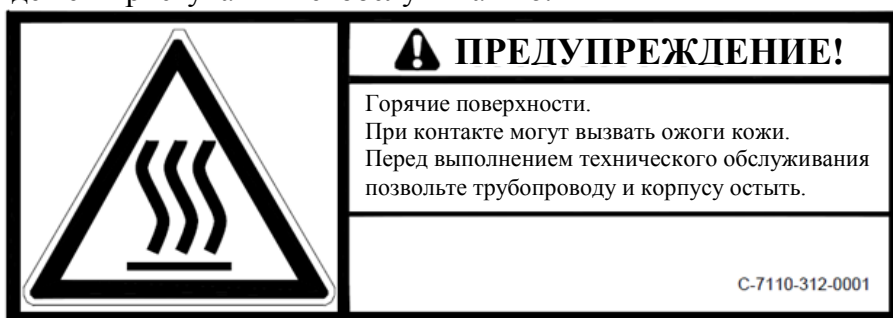 ПРЕДУПРЕЖДЕНИЕ!
Горячие поверхности.
При контакте могут вызвать ожоги кожи.
Перед выполнением технического обслуживания
позвольте трубопроводу и корпусу остыть.
C-7110-312-0001